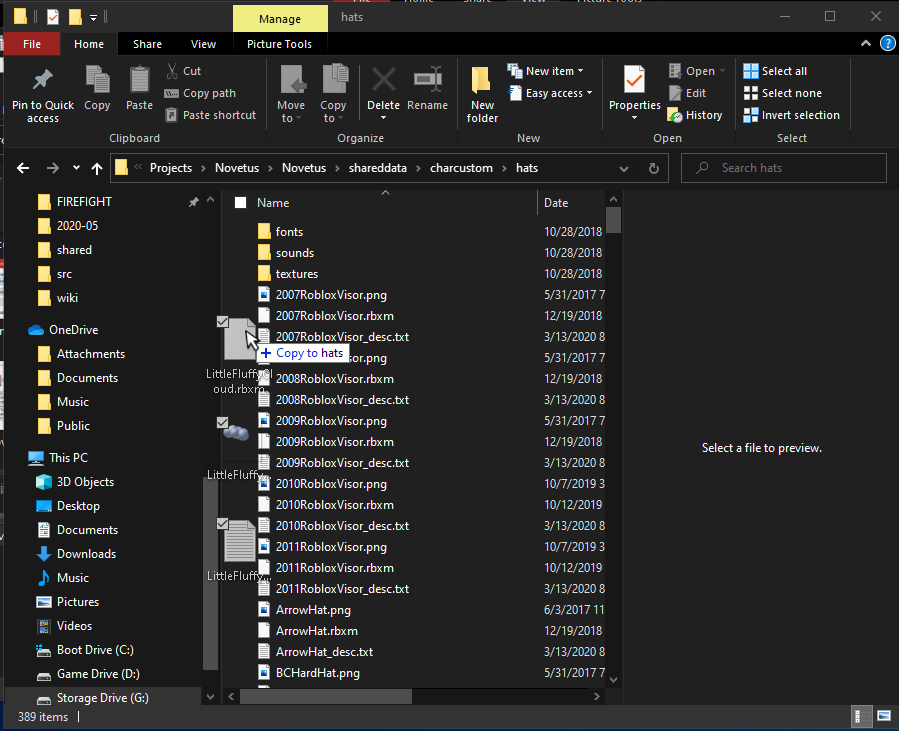 Manage
hats
File
Home
Share
View
Picture Tools
Pin to Quick access
Copy
Paste
Cut
Copy path
Paste shortcut
Clipboard
Move to
Copy to
Delete
Rename
Organize
New folder
New item
Easy access
New
Properties
Open
Edit
History
Open
Select all
Select none
Invert selection
Select
Projects › Novetus › Novetus › shareddata › charcustom › hats
Search hats
FIREFIGHT
2020-05
shared
src
wiki
OneDrive
Attachments
Documents
Music
Public
This PC
3D Objects
Desktop
Documents
Downloads
Music
Pictures
Videos
Boot Drive (C:)
Game Drive (D:)
Storage Drive (G:)
Name Date
fonts 10/28/2018
sounds 10/28/2018
textures 10/28/2018
2007RobloxVisor.png 5/31/2017 7
2007RobloxVisor.rbxm 12/19/2018
2007RobloxVisor_desc.txt 3/13/2020 8
+ Copy to hats
sor.png 5/31/2017 7
LittleFluffyCl
oud.rbxm
2008RobloxVisor.rbxm 12/19/2018
2008RobloxVisor_desc.txt 3/13/2020 8
2009RobloxVisor.png 5/31/2017 7
2009RobloxVisor.rbxm 12/19/2018
2009RobloxVisor_desc.txt 3/13/2020 8
LittleFluffy...
2010RobloxVisor.png 10/7/2019 3
2010RobloxVisor.rbxm 10/12/2019
2010RobloxVisor_desc.txt 3/13/2020 8
2011RobloxVisor.png 10/7/2019 3
2011RobloxVisor.rbxm 10/12/2019
LittleFluffy...
2011RobloxVisor_desc.txt 3/13/2020 8
ArrowHat.png 6/3/2017 11
ArrowHat.rbxm 12/19/2018
ArrowHat_desc.txt 3/13/2020 8
BCHardHat.png 5/31/2017 7
Select a file to preview.
389 items